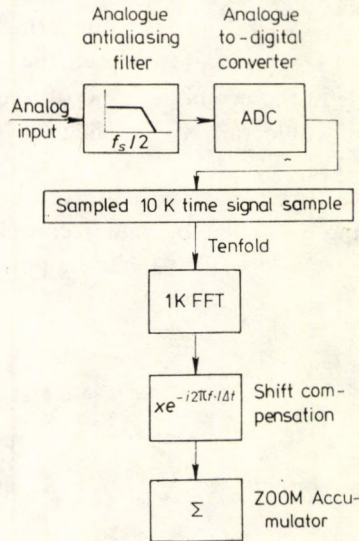 Analogue
antialiasing
filter
Analogue
to-digital
converter
Analog
input
f_s/2
ADC
Sampled 10 K time signal sample
Tenfold
1K FFT
xe^{-i2πf·lΔt}
Shift com-
pensation
Σ
ZOOM Accu-
mulator